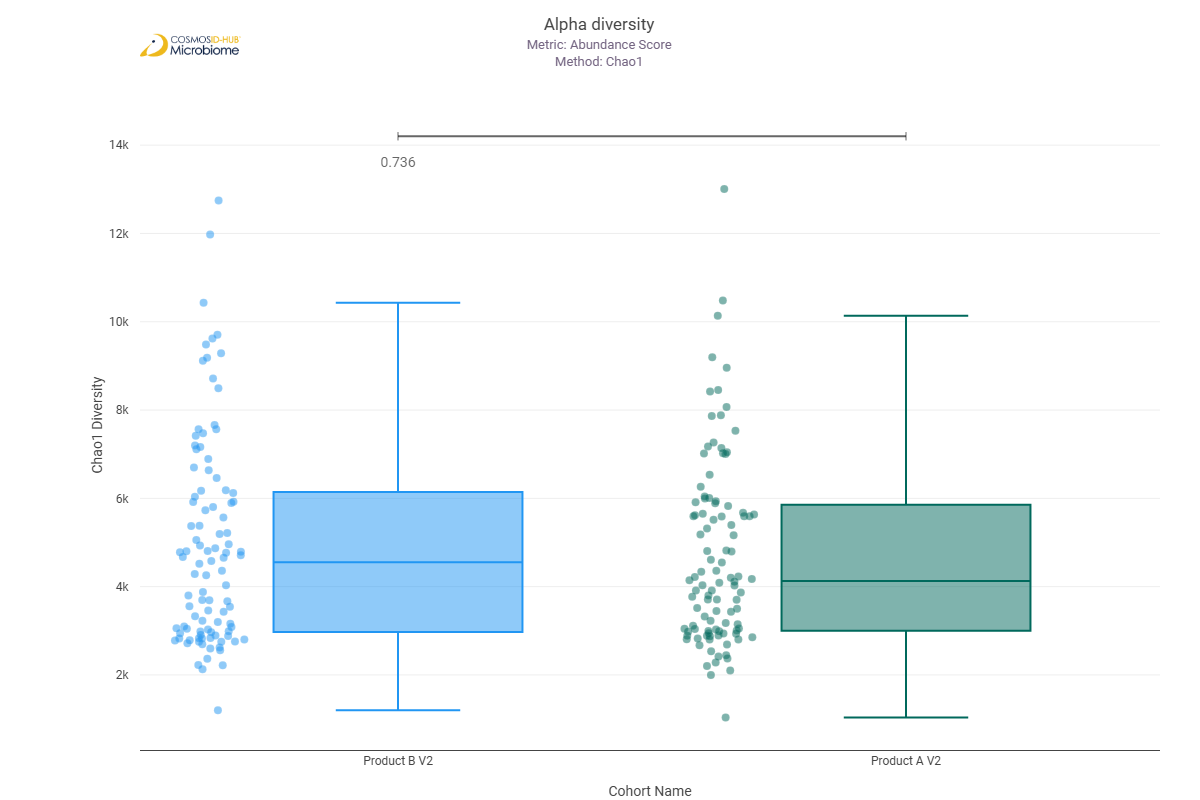 Alpha diversity
COSMOSID-HUB
Microbiome
Metric: Abundance Score
Method: Chao1
14k
0.736
12k
10k
8k
Chao1 Diversity
6k
4k
2k
Product B V2
Product A V2
Cohort Name